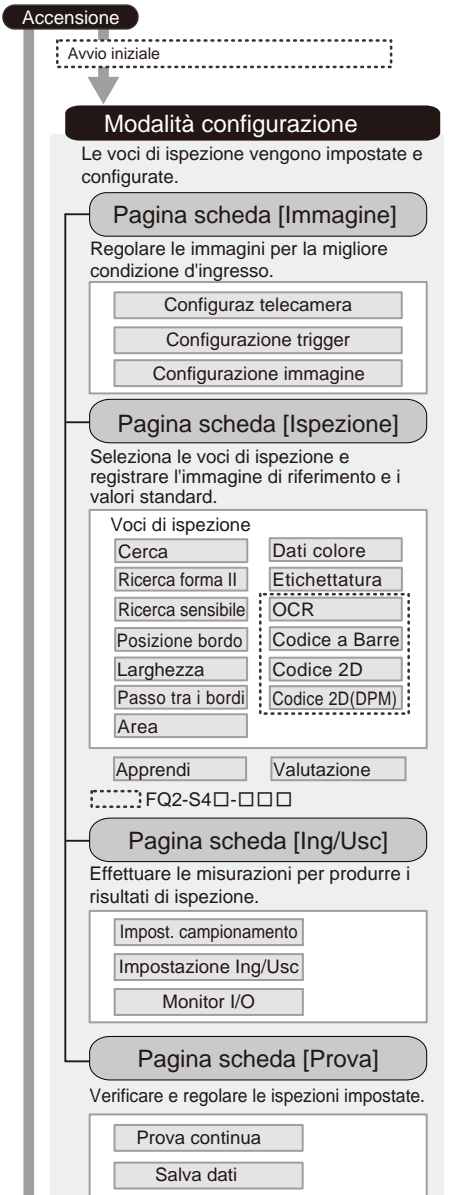 Accensione
Avvio iniziale
Modalità configurazione
Le voci di ispezione vengono impostate e
configurate.
Pagina scheda [Immagine]
Regolare le immagini per la migliore
condizione d'ingresso.
Configuraz telecamera
Configurazione trigger
Configurazione immagine
Pagina scheda [Ispezione]
Seleziona le voci di ispezione e
registrare l'immagine di riferimento e i
valori standard.
Voci di ispezione
Cerca
Dati colore
Ricerca forma II
Etichettatura
Ricerca sensibile
OCR
Posizione bordo
Codice a Barre
Larghezza
Codice 2D
Passo tra i bordi
Codice 2D(DPM)
Area
Apprendi
Valutazione
FQ2-S4□-□□□
Pagina scheda [Ing/Usc]
Effettuare le misurazioni per produrre i
risultati di ispezione.
Impost. campionamento
Impostazione Ing/Usc
Monitor I/O
Pagina scheda [Prova]
Verificare e regolare le ispezioni impostate.
Prova continua
Salva dati